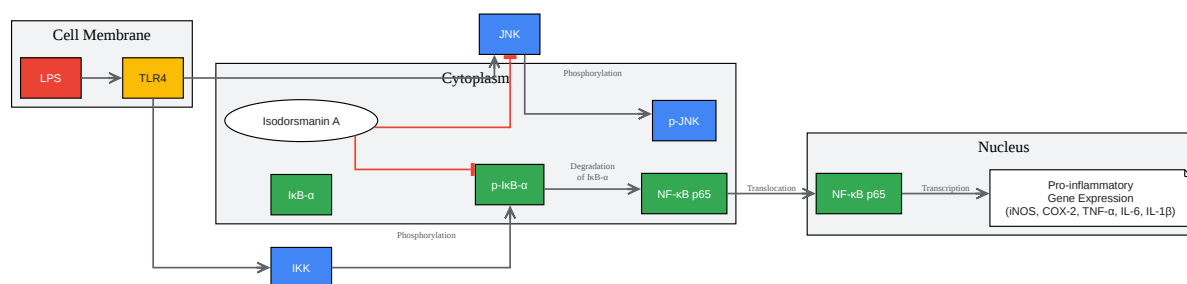 Cell Membrane
LPS
TLR4
JNK
Phosphorylation
Cytoplasm
Isodorsmanin A
p-JNK
IκB-α
p-IκB-α
Degradation
of IκB-α
NF-κB p65
Translocation
Nucleus
NF-κB p65
Transcription
Pro-inflammatory
Gene Expression
(iNOS, COX-2, TNF-α, IL-6, IL-1β)
Phosphorylation
IKK